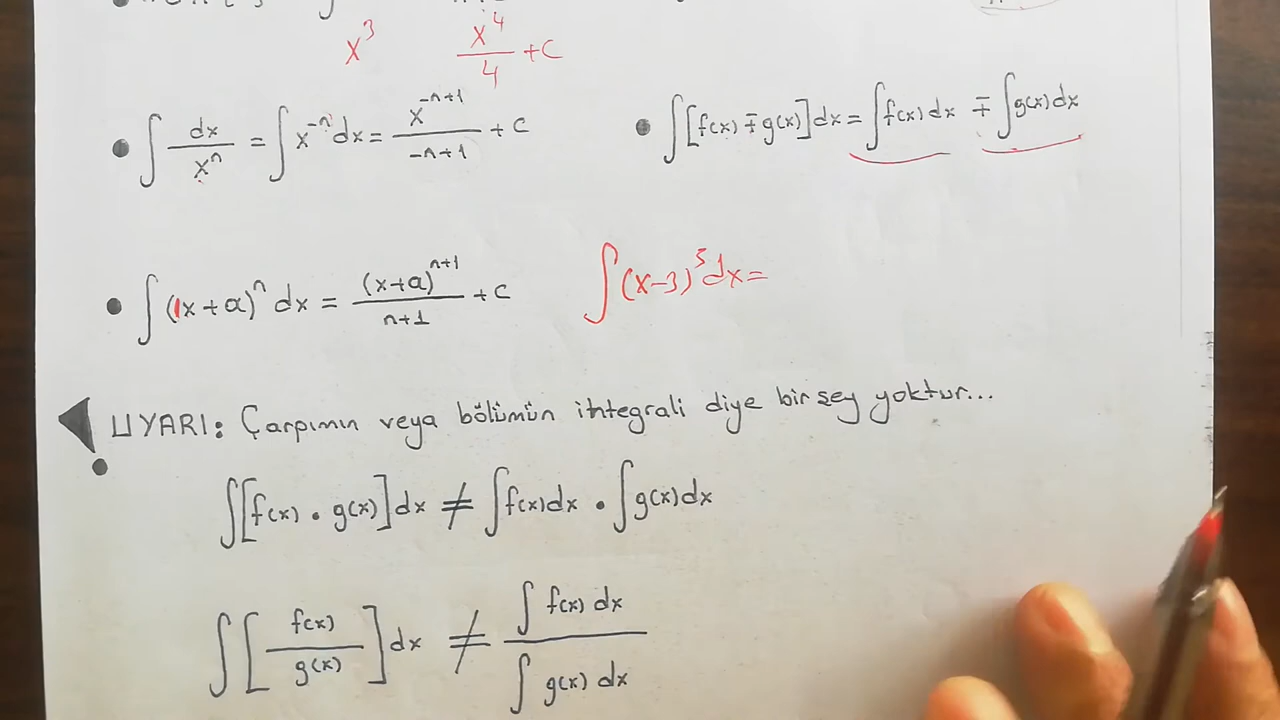 x³ x⁴/4 + c
• ∫ dx/xⁿ = ∫ x⁻ⁿ dx = x⁻ⁿ⁺¹/(-n+1) + c
• ∫[f(x) ∓ g(x)]dx = ∫f(x)dx ∓ ∫g(x)dx
• ∫(1x+a)ⁿ dx = (x+a)ⁿ⁺¹/(n+1) + c
∫(x-3)⁵dx=
UYARI: Çarpımın veya bölümün integrali diye bir şey yoktur...
∫[f(x) • g(x)]dx ≠ ∫f(x)dx • ∫g(x)dx
∫[f(x)/g(x)]dx ≠ ∫f(x)dx / ∫g(x)dx